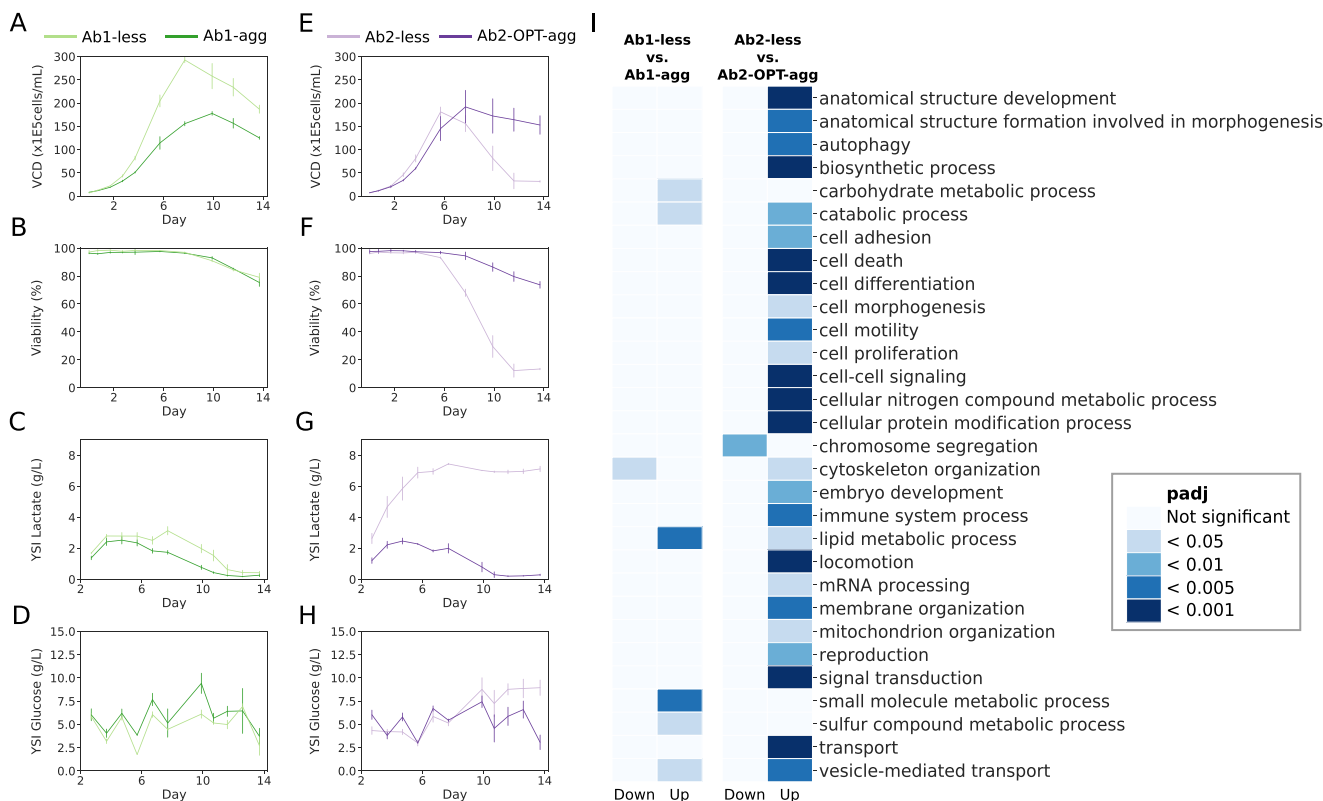 A
Ab1-less
Ab1-agg
300
250
200
150
100
50
0
VCD (x1E5cells/mL)
2
6
10
14
Day
B
100
80
60
40
20
0
Viability (%)
2
6
10
14
Day
C
8
6
4
2
0
YSI Lactate (g/L)
2
6
10
14
Day
D
15.0
12.5
10.0
7.5
5.0
2.5
0.0
YSI Glucose (g/L)
2
6
10
14
Day
E
Ab2-less
Ab2-OPT-agg
300
250
200
150
100
50
0
VCD (x1E5cells/mL)
2
6
10
14
Day
F
100
80
60
40
20
0
Viability (%)
2
6
10
14
Day
G
8
6
4
2
0
YSI Lactate (g/L)
2
6
10
14
Day
H
15.0
12.5
10.0
7.5
5.0
2.5
0.0
YSI Glucose (g/L)
2
6
10
14
Day
I
Ab1-less
vs.
Ab1-agg
Ab2-less
vs.
Ab2-OPT-agg
anatomical structure development
anatomical structure formation involved in morphogenesis
autophagy
biosynthetic process
carbohydrate metabolic process
catabolic process
cell adhesion
cell death
cell differentiation
cell morphogenesis
cell motility
cell proliferation
cell-cell signaling
cellular nitrogen compound metabolic process
cellular protein modification process
chromosome segregation
cytoskeleton organization
embryo development
immune system process
lipid metabolic process
locomotion
mRNA processing
membrane organization
mitochondrion organization
reproduction
signal transduction
small molecule metabolic process
sulfur compound metabolic process
transport
vesicle-mediated transport
Down
Up
Down
Up
padj
Not significant
< 0.05
< 0.01
< 0.005
< 0.001